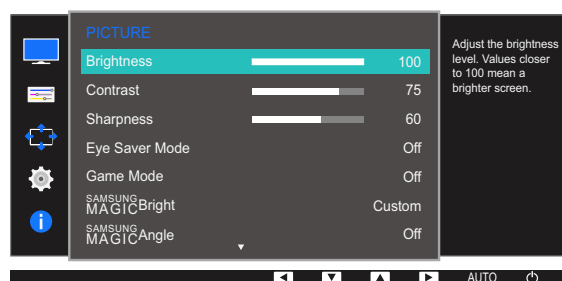 PICTURE
Brightness 100
Contrast 75
Sharpness 60
Eye Saver Mode Off
Game Mode Off
SAMSUNG
MAGICBright Custom
SAMSUNG
MAGICAngle Off
Adjust the brightness
level. Values closer
to 100 mean a
brighter screen.
AUTO